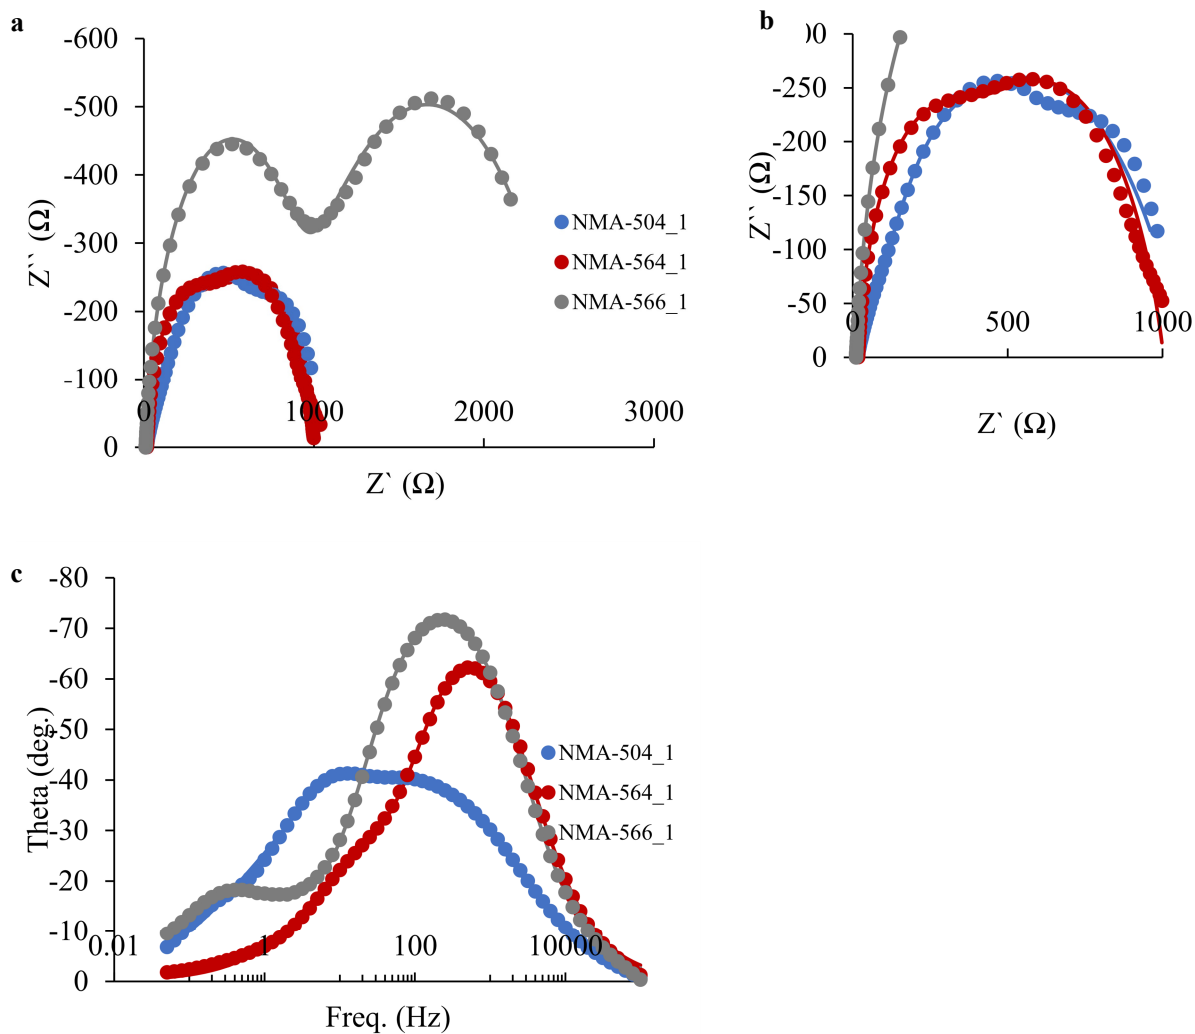 a
-600
-500
-400
-300
-200
-100
0
0
1000
2000
3000
Z`` (Ω)
Z` (Ω)
NMA-504_1
NMA-564_1
NMA-566_1
b
-250
-200
-150
-100
-50
0
0
500
1000
Z`` (Ω)
Z` (Ω)
c
-80
-70
-60
-50
-40
-30
-20
-10
0
0.01
1
100
10000
Theta (deg.)
Freq. (Hz)
NMA-504_1
NMA-564_1
NMA-566_1